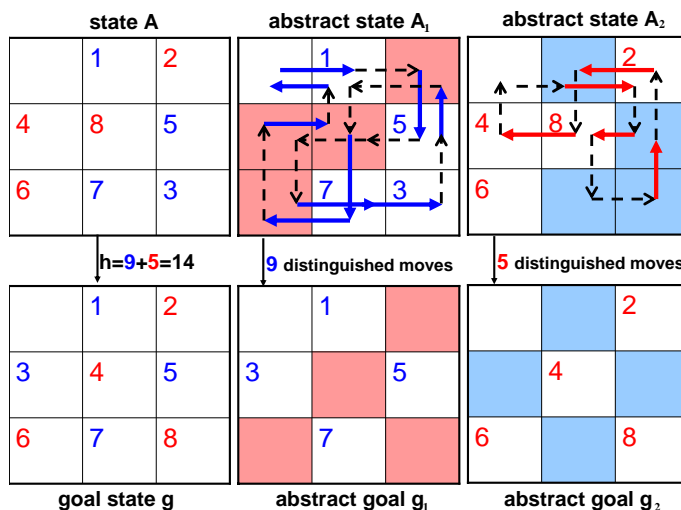 state A
abstract state A₁
abstract state A₂
1 2
4 8 5
6 7 3
1
5
7 3
2
4 8
6
h=9+5=14
9 distinguished moves
5 distinguished moves
1 2
3 4 5
6 7 8
1
3 5
7
2
4
6 8
goal state g
abstract goal g₁
abstract goal g₂